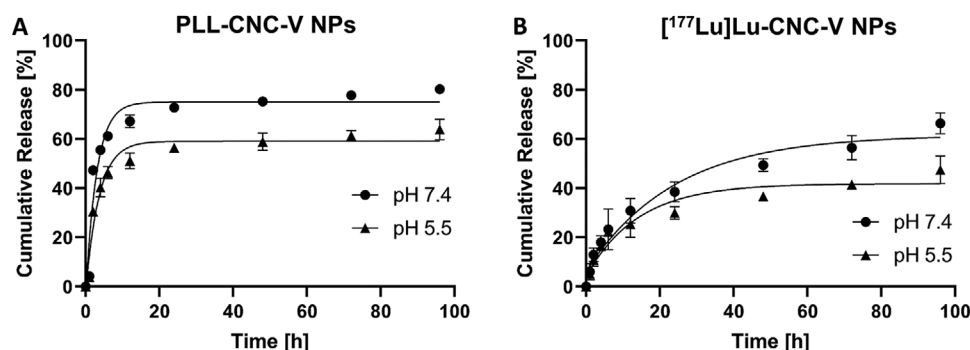 A
PLL-CNC-V NPs
Cumulative Release [%]
100
80
60
40
20
0
pH 7.4
pH 5.5
0 20 40 60 80 100
Time [h]
B
[¹⁷⁷Lu]Lu-CNC-V NPs
Cumulative Release [%]
100
80
60
40
20
0
pH 7.4
pH 5.5
0 20 40 60 80 100
Time [h]